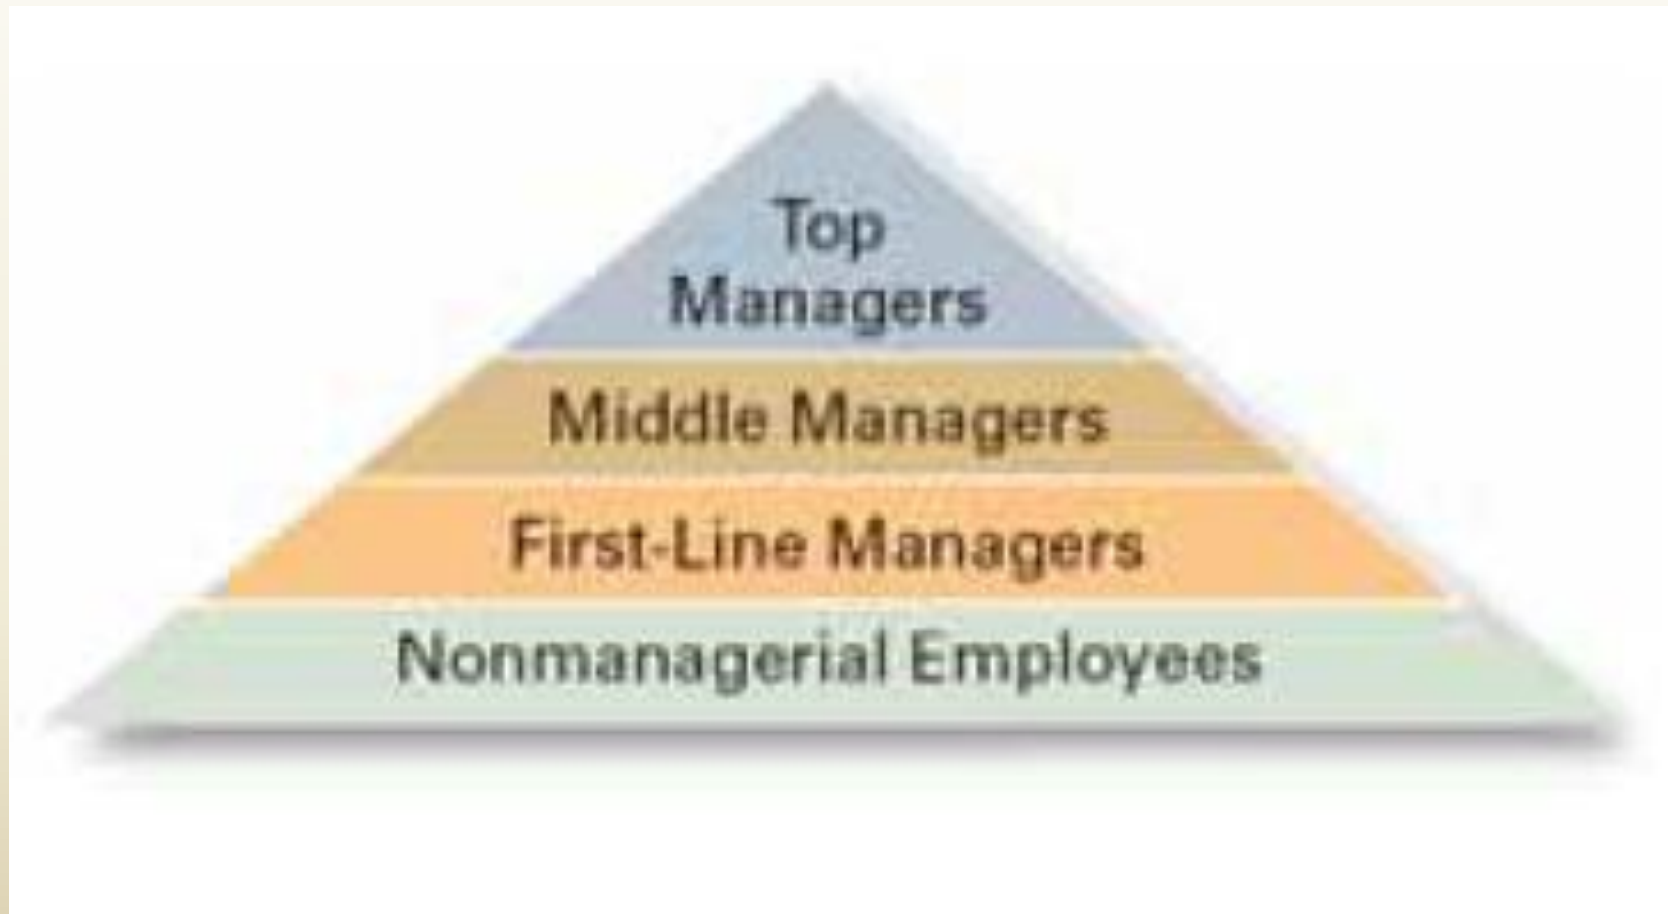 Top
Managers
Middle Managers
First-Line Managers
Nonmanagerial Employees